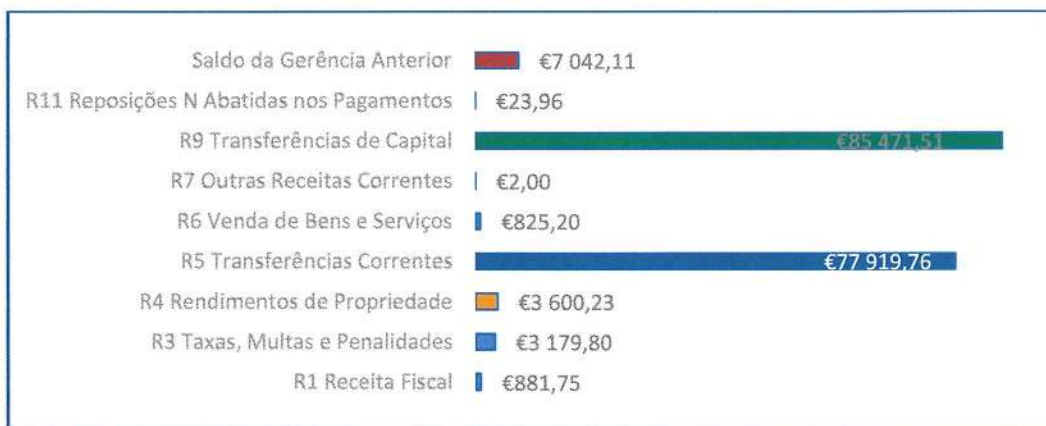 Saldo da Gerência Anterior €7 042,11
R11 Reposições N Abatidas nos Pagamentos €23,96
R9 Transferências de Capital €85 471,51
R7 Outras Receitas Correntes €2,00
R6 Venda de Bens e Serviços €825,20
R5 Transferências Correntes €77 919,76
R4 Rendimentos de Propriedade €3 600,23
R3 Taxas, Multas e Penalidades €3 179,80
R1 Receita Fiscal €881,75